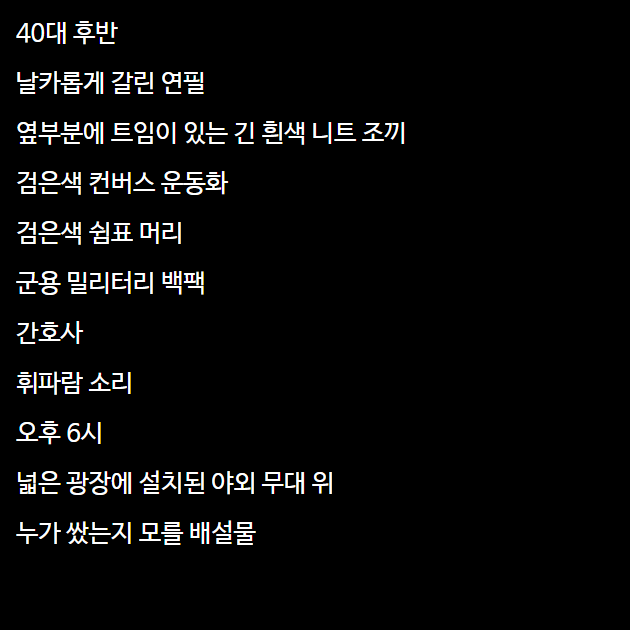 40대 후반
날카롭게 갈린 연필
옆부분에 트임이 있는 긴 흰색 니트 조끼
검은색 컨버스 운동화
검은색 쉼표 머리
군용 밀리터리 백팩
간호사
휘파람 소리
오후 6시
넓은 광장에 설치된 야외 무대 위
누가 쌌는지 모를 배설물